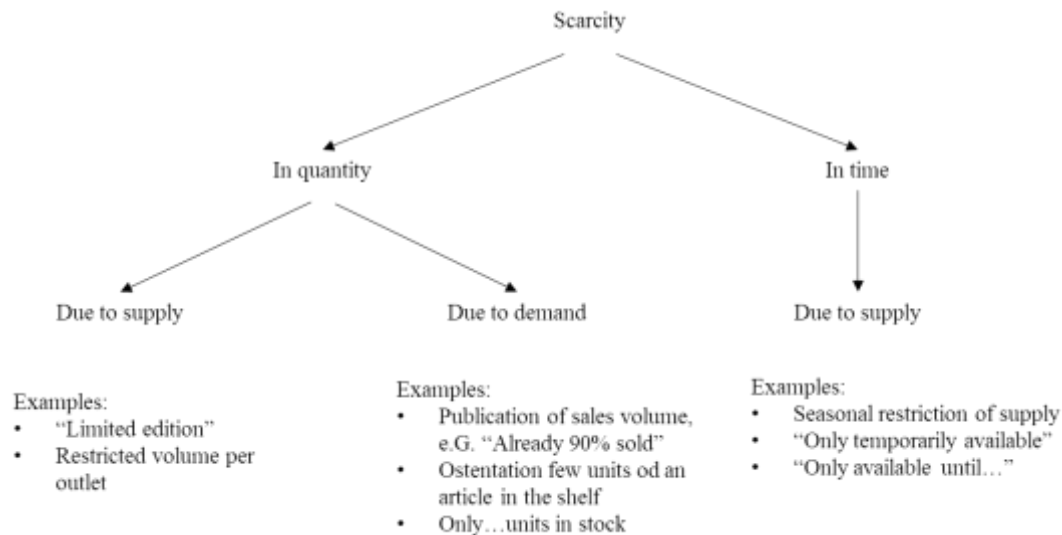 Scarcity
In quantity
In time
Due to supply
Due to demand
Due to supply
Examples:
• “Limited edition”
• Restricted volume per
outlet
Examples:
• Publication of sales volume,
e.G. “Already 90% sold”
• Ostentation few units od an
article in the shelf
• Only…units in stock
Examples:
• Seasonal restriction of supply
• “Only temporarily available”
• “Only available until…”